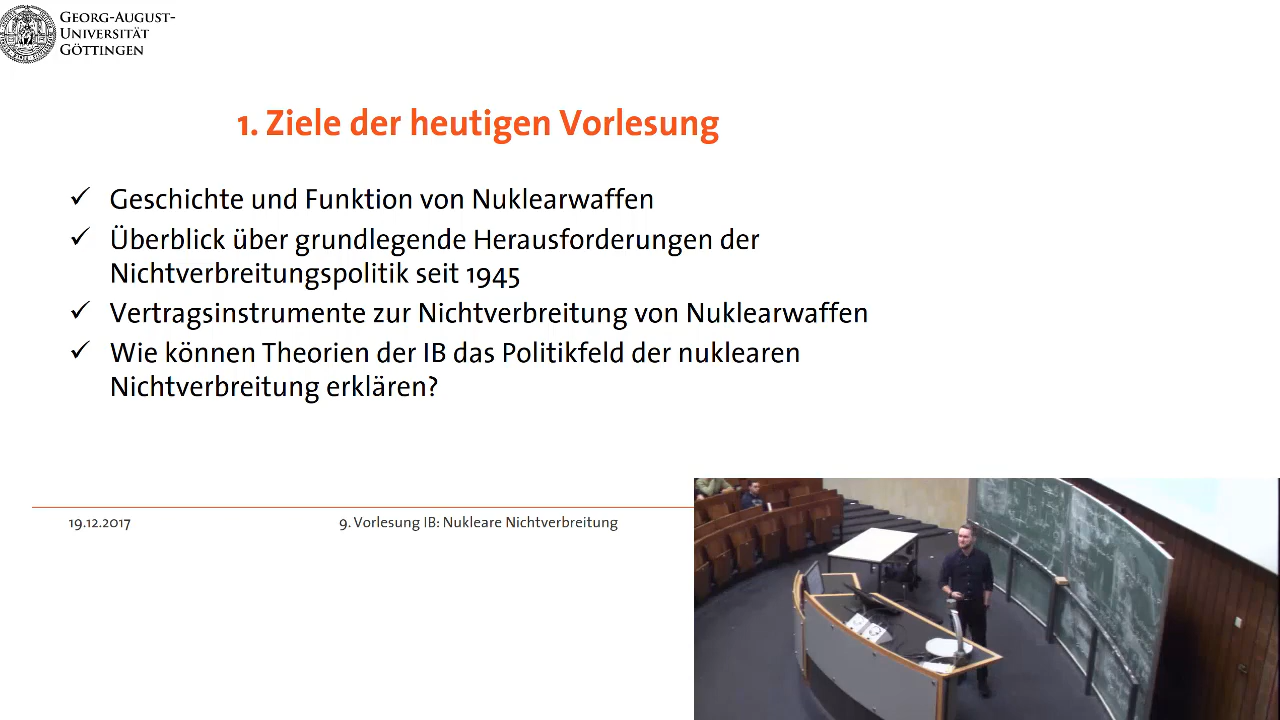 GEORG-AUGUST-
UNIVERSITÄT
GÖTTINGEN
1. Ziele der heutigen Vorlesung
✓ Geschichte und Funktion von Nuklearwaffen
✓ Überblick über grundlegende Herausforderungen der
Nichtverbreitungspolitik seit 1945
✓ Vertragsinstrumente zur Nichtverbreitung von Nuklearwaffen
✓ Wie können Theorien der IB das Politikfeld der nuklearen
Nichtverbreitung erklären?
19.12.2017
9. Vorlesung IB: Nukleare Nichtverbreitung